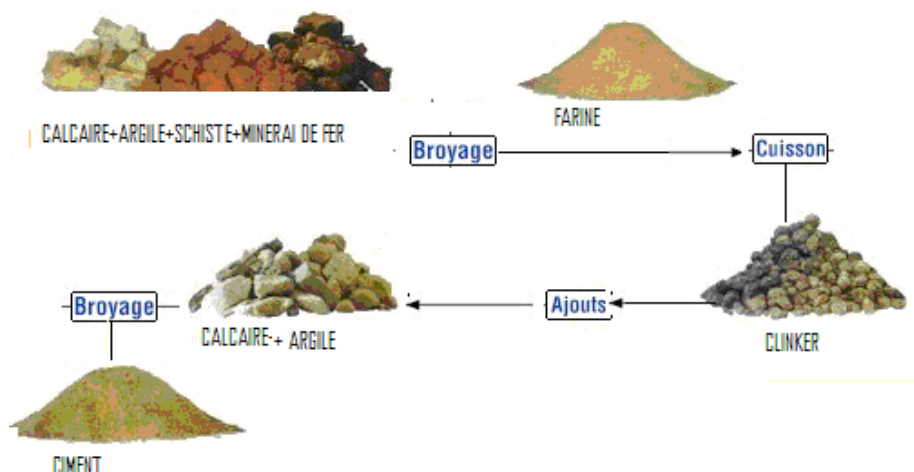 CALCAIRE+ARGILE+SCHISTE+MINERAI DE FER
FARINE
Broyage
Cuisson
CLINKER
Ajouts
CALCAIRE-+ ARGILE
Broyage
CIMENT